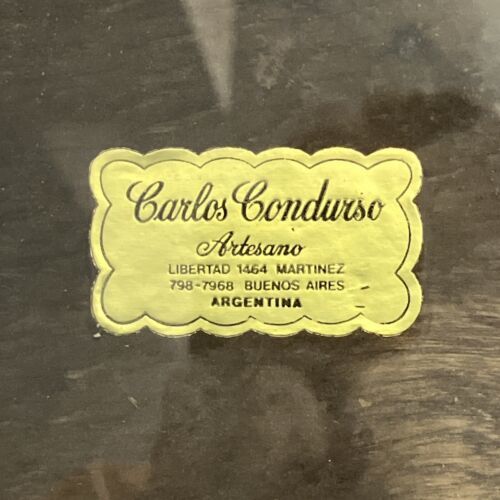 Carlos Condurso
Artesano
LIBERTAD 1464 MARTINEZ
798-7968 BUENOS AIRES
ARGENTINA